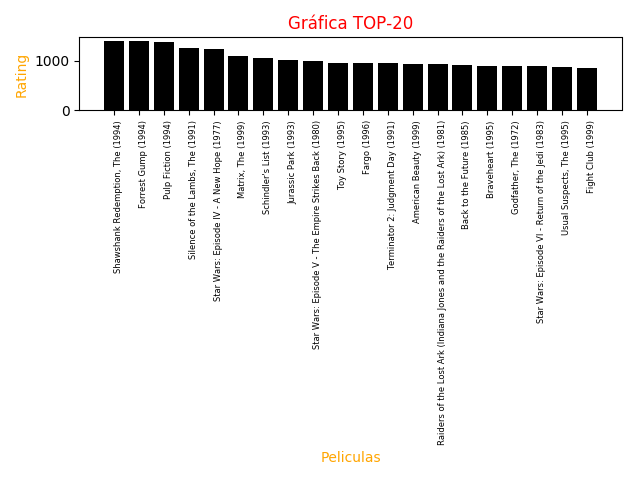 Gráfica TOP-20
Rating
1000
0
Shawshank Redemption, The (1994)
Forrest Gump (1994)
Pulp Fiction (1994)
Silence of the Lambs, The (1991)
Star Wars: Episode IV - A New Hope (1977)
Matrix, The (1999)
Schindler's List (1993)
Jurassic Park (1993)
Star Wars: Episode V - The Empire Strikes Back (1980)
Toy Story (1995)
Fargo (1996)
Terminator 2: Judgment Day (1991)
American Beauty (1999)
Raiders of the Lost Ark (Indiana Jones and the Raiders of the Lost Ark) (1981)
Back to the Future (1985)
Braveheart (1995)
Godfather, The (1972)
Star Wars: Episode VI - Return of the Jedi (1983)
Usual Suspects, The (1995)
Fight Club (1999)
Peliculas